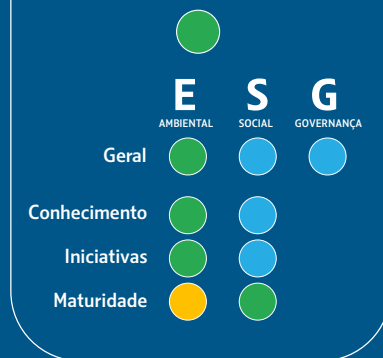 E S G
AMBIENTAL SOCIAL GOVERNANÇA
Geral
Conhecimento
Iniciativas
Maturidade